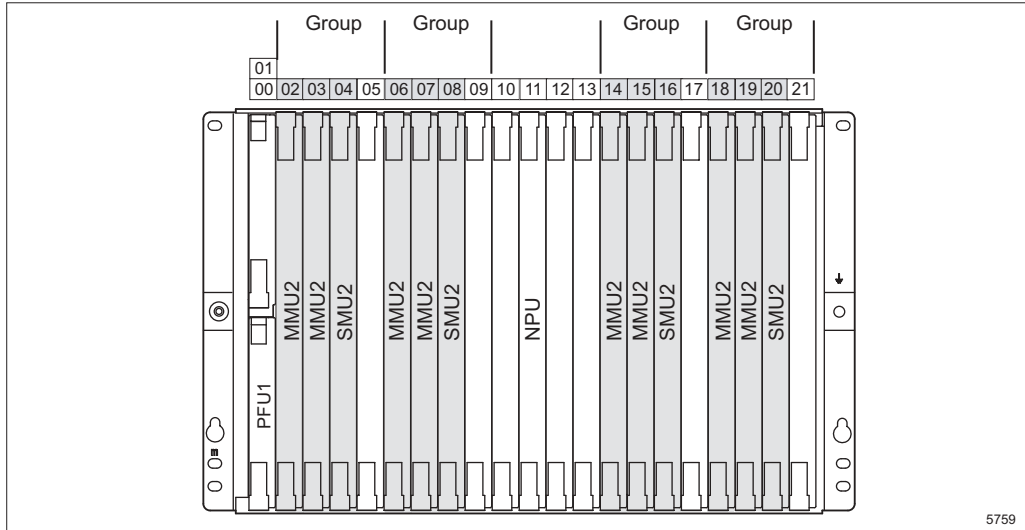 Group Group Group Group
01
00 02 03 04 05 06 07 08 09 10 11 12 13 14 15 16 17 18 19 20 21
PFU1 MMU2 MMU2 SMU2 MMU2 MMU2 SMU2 NPU MMU2 MMU2 SMU2 MMU2 MMU2 SMU2
5759